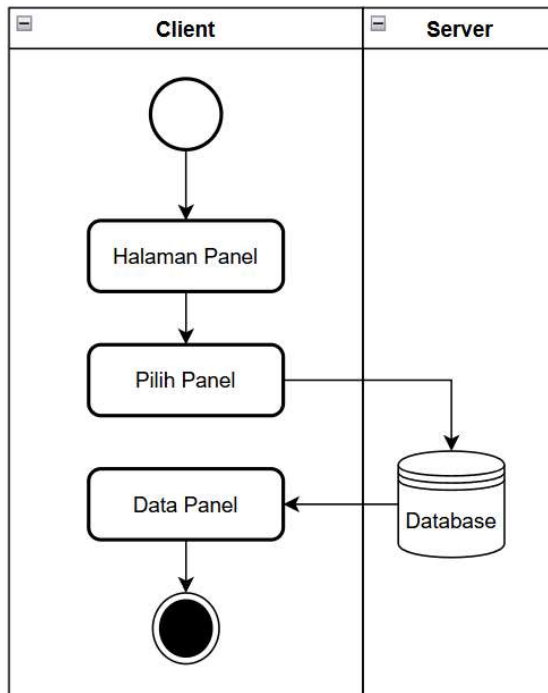 Client
Server
Halaman Panel
Pilih Panel
Data Panel
Database